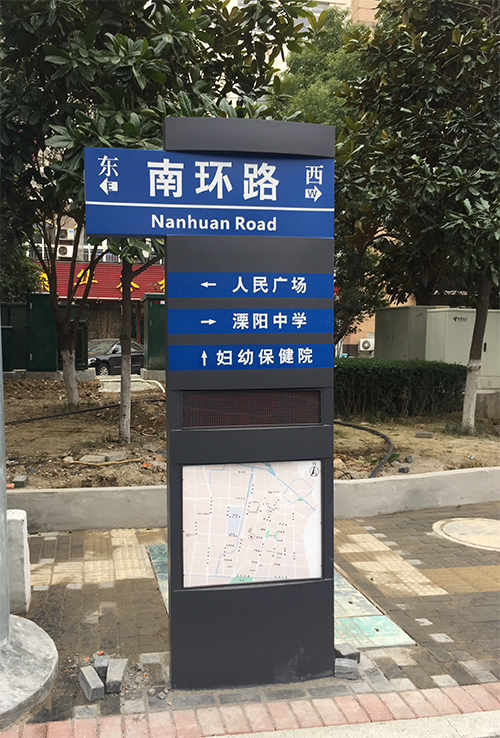 东 南环路 西
E Nanhuan Road W
← 人民广场
→ 溧阳中学
↑ 妇幼保健院